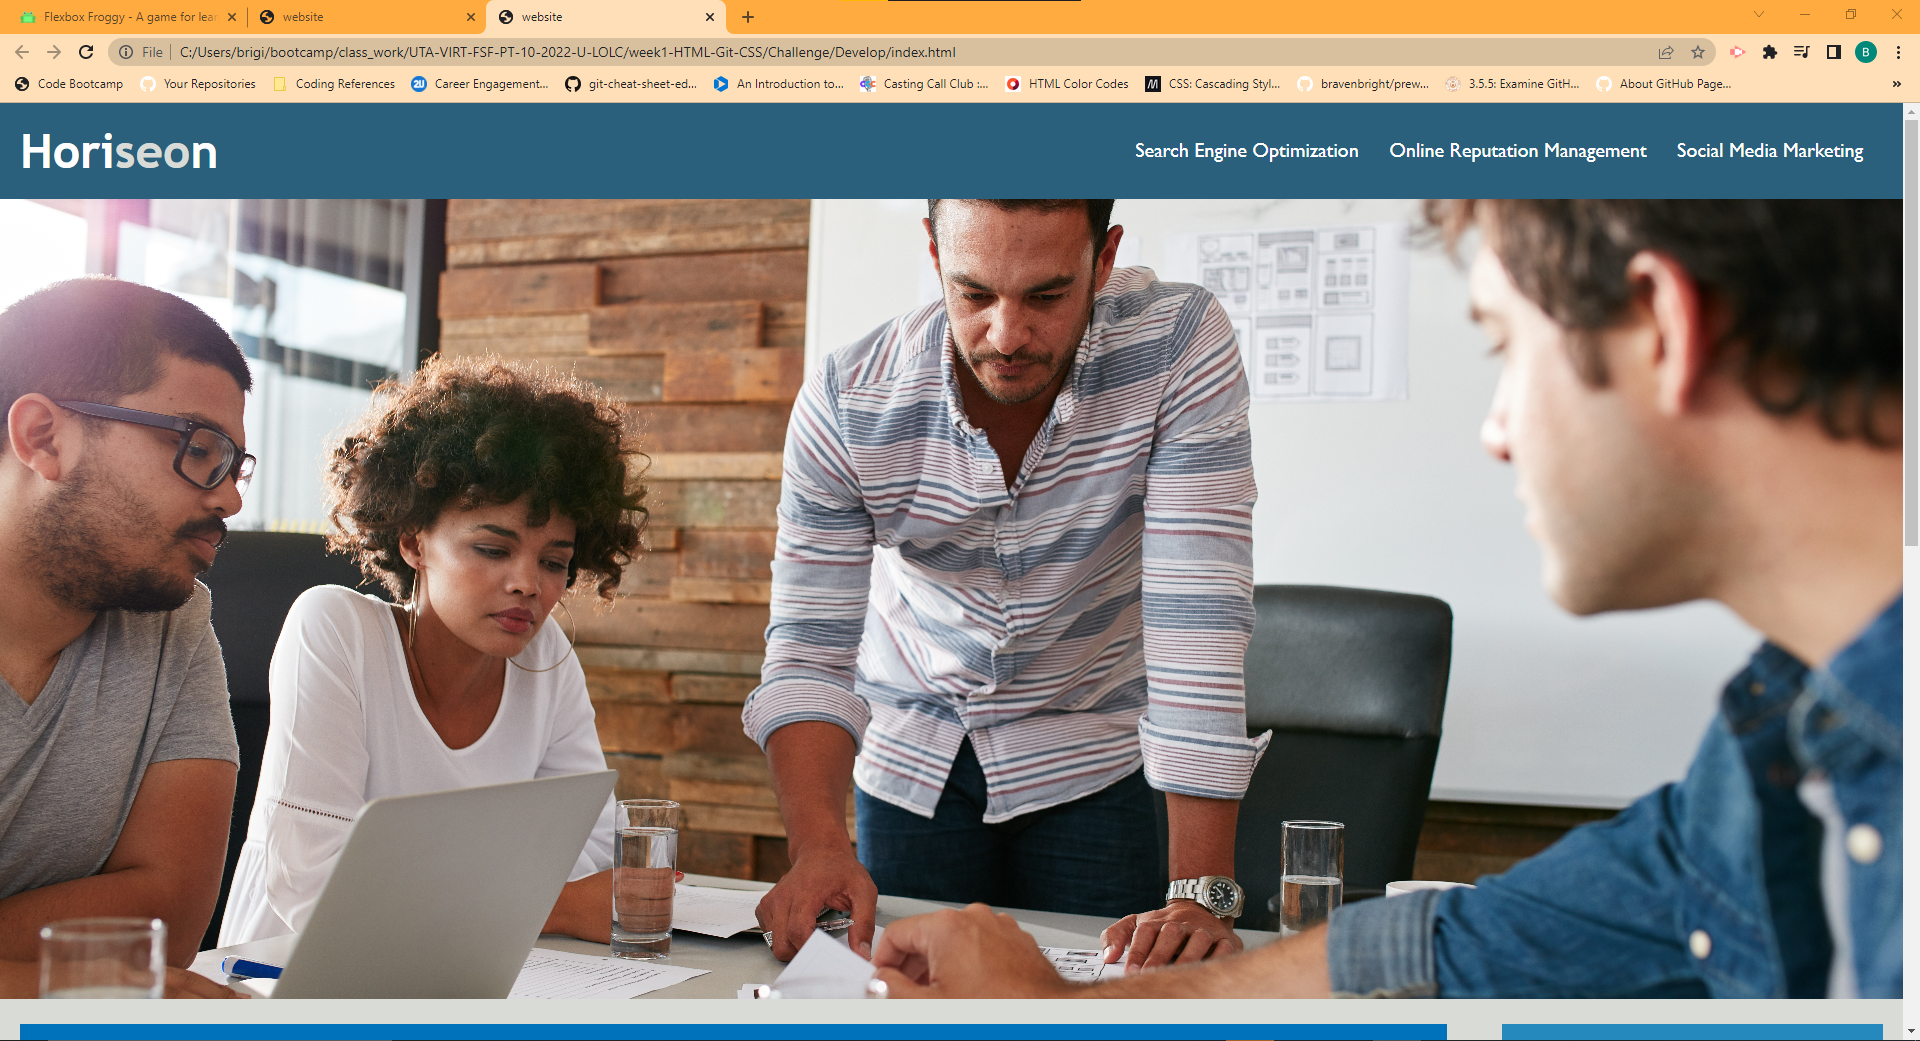 Flexbox Froggy - A game for lear
website
website
File
C:/Users/brigi/bootcamp/class_work/UTA-VIRT-FSF-PT-10-2022-U-LOLC/week1-HTML-Git-CSS/Challenge/Develop/index.html
B
Code Bootcamp
Your Repositories
Coding References
2U Career Engagement...
git-cheat-sheet-ed...
An Introduction to...
Casting Call Club :...
HTML Color Codes
M CSS: Cascading Styl...
bravenbright/prew...
3.5.5: Examine GitH...
About GitHub Page...
»
Horiseon
Search Engine Optimization
Online Reputation Management
Social Media Marketing